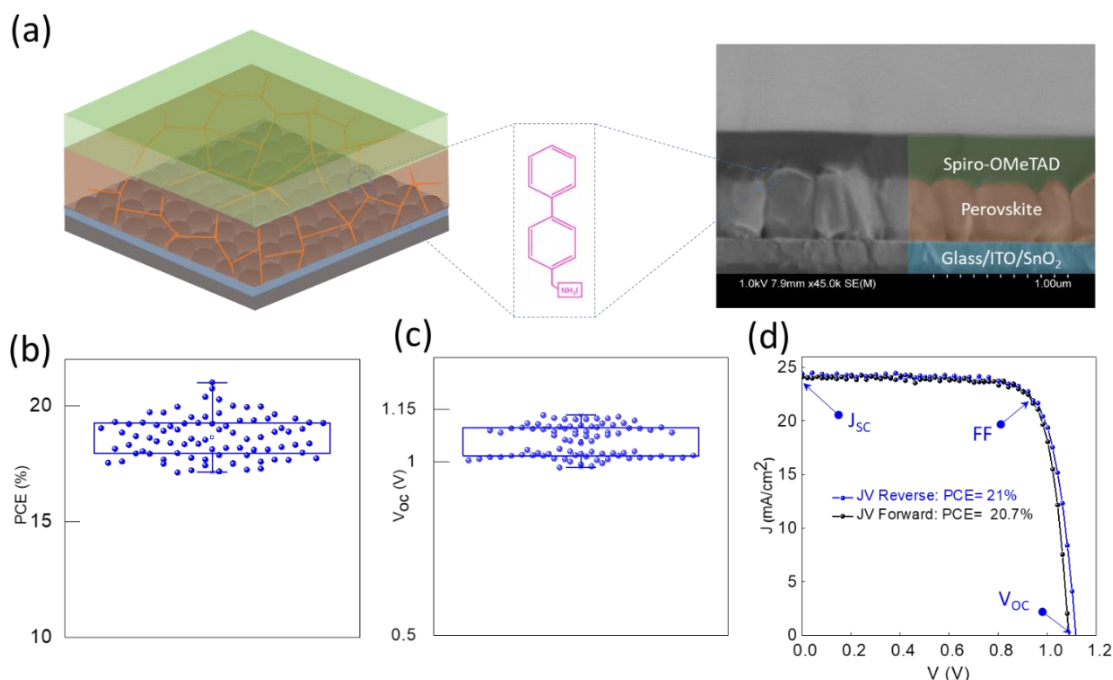 (a)
NH₃I
Spiro-OMeTAD
Perovskite
Glass/ITO/SnO₂
1.0kV 7.9mm x45.0k SE(M)
1.00um
(b)
PCE (%)
20
15
10
(c)
Voc (V)
1.15
1
0.5
(d)
J (mA/cm²)
25
20
15
10
5
0
JSC
FF
JV Reverse: PCE= 21%
JV Forward: PCE= 20.7%
VOC
0.0 0.2 0.4 0.6 0.8 1.0 1.2
V (V)